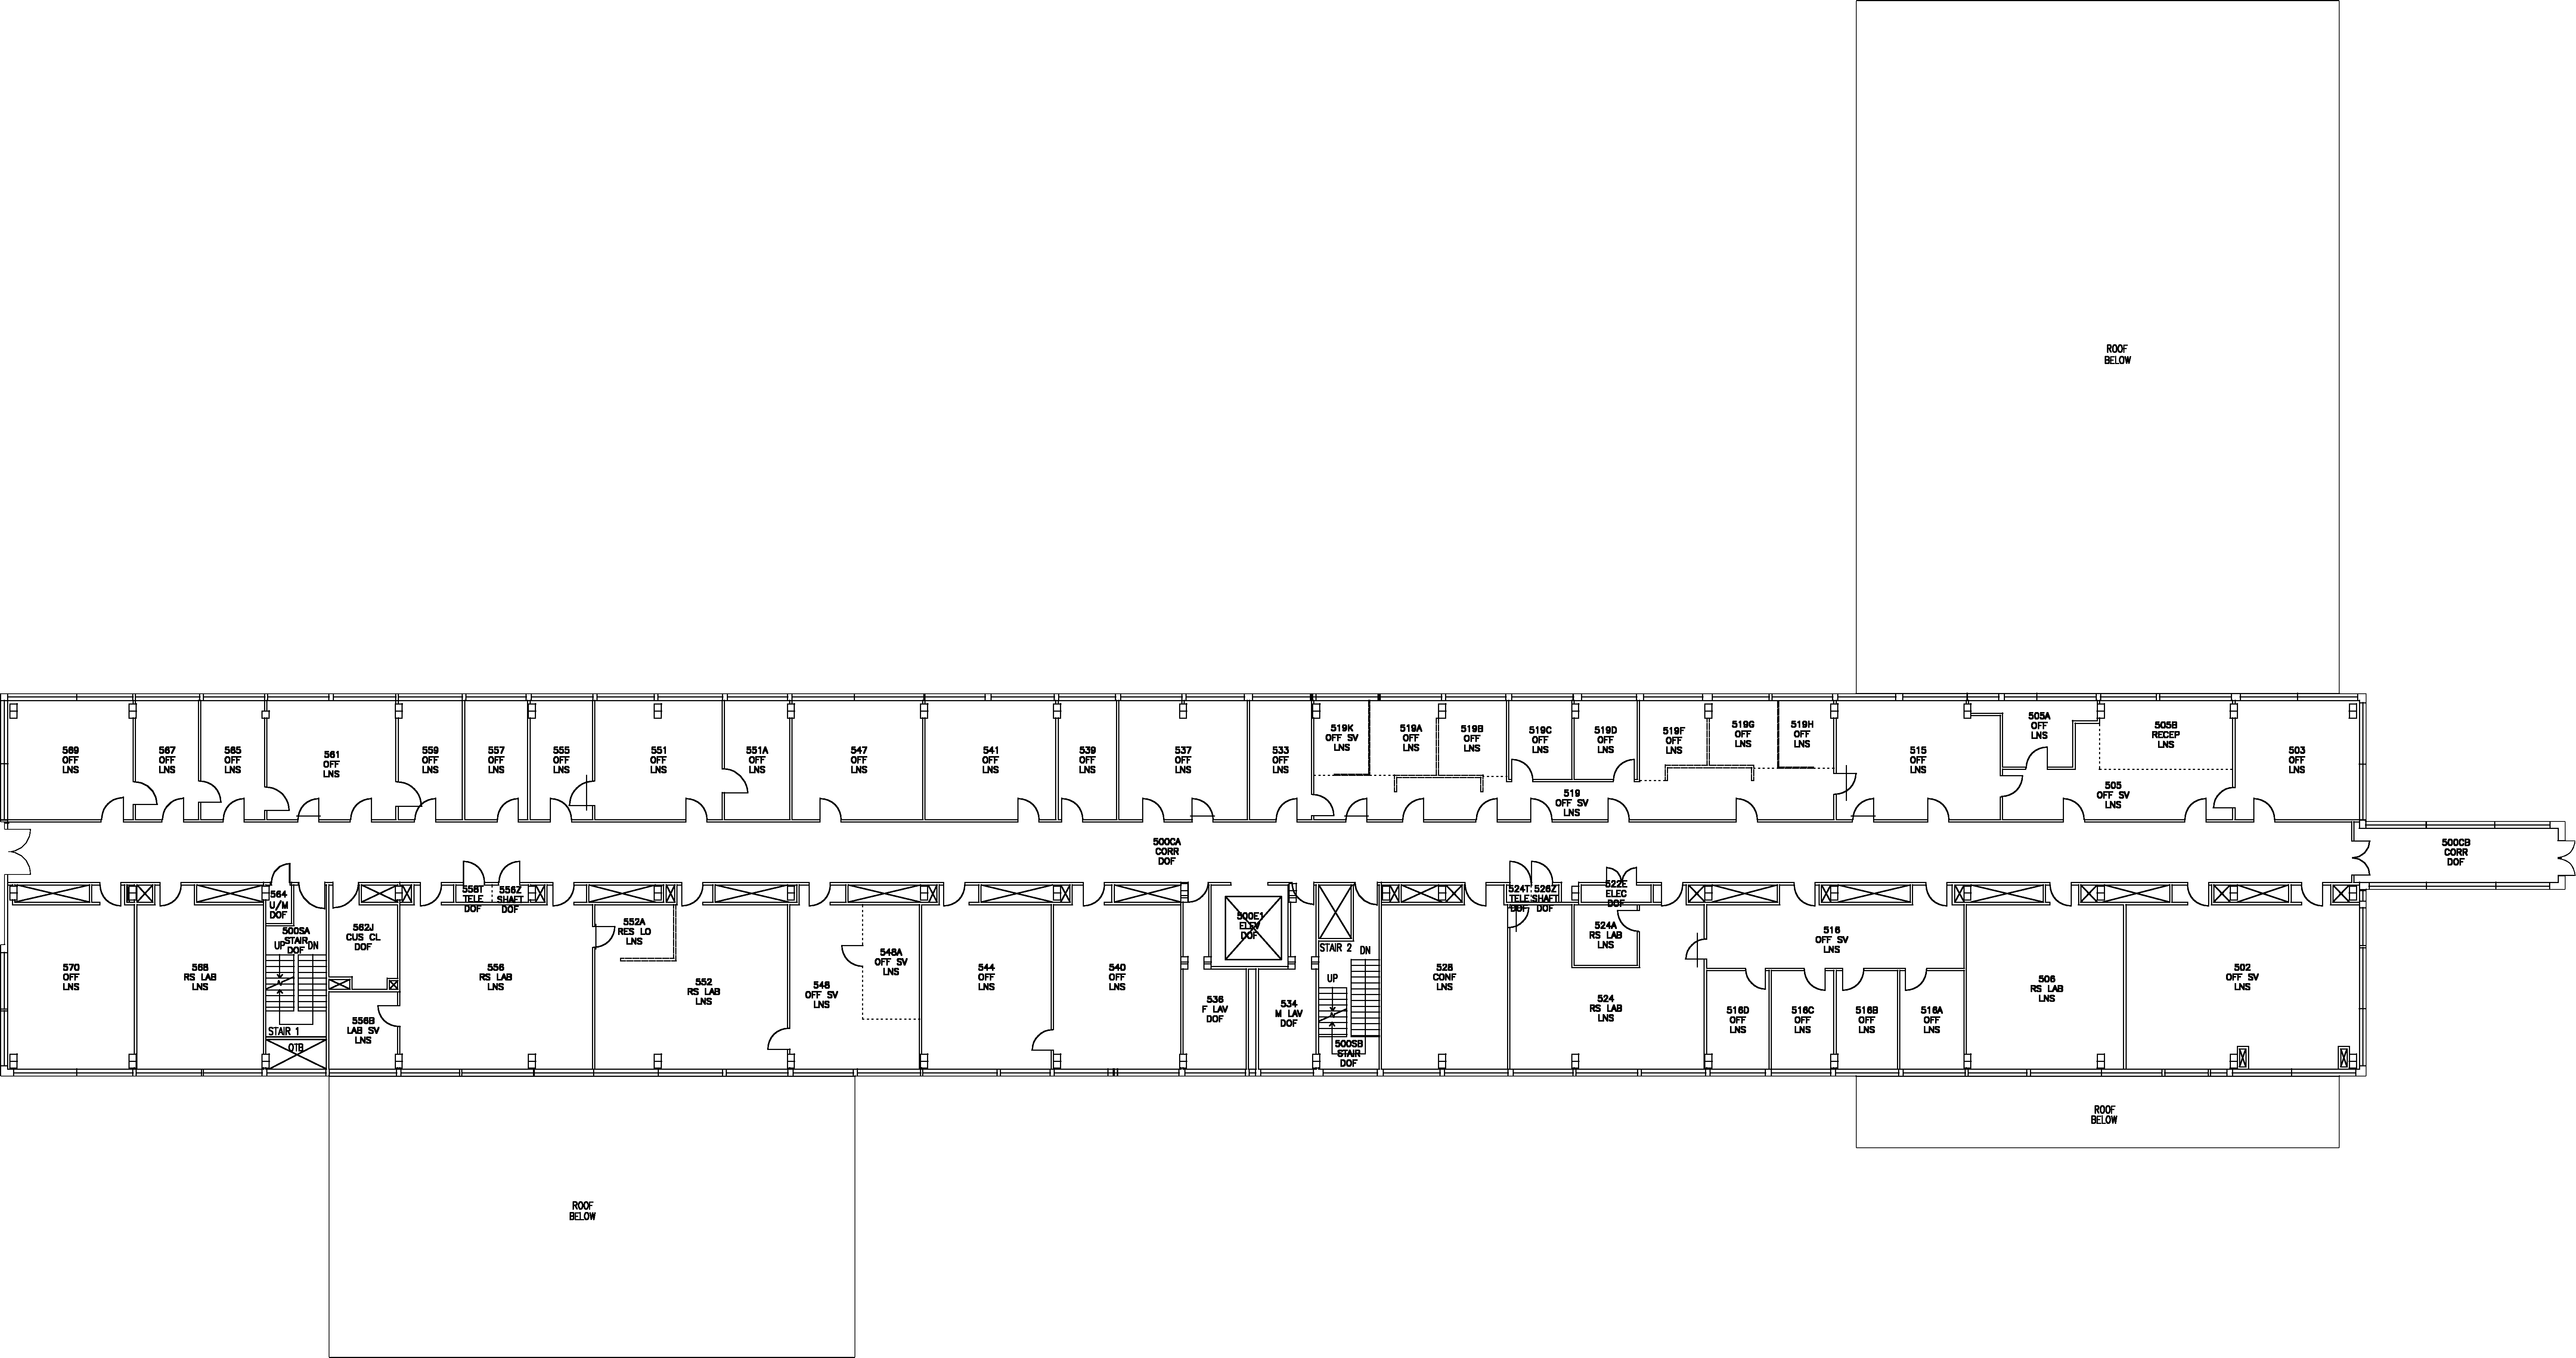 ROOF
BELOW
569
OFF
LNS
567
OFF
LNS
565
OFF
LNS
561
OFF
LNS
559
OFF
LNS
557
OFF
LNS
555
OFF
LNS
551
OFF
LNS
551A
OFF
LNS
547
OFF
LNS
541
OFF
LNS
539
OFF
LNS
537
OFF
LNS
533
OFF
LNS
519K
OFF SV
LNS
519A
OFF
LNS
519B
OFF
LNS
519C
OFF
LNS
519D
OFF
LNS
519F
OFF
LNS
519G
OFF
LNS
519H
OFF
LNS
519
OFF SV
LNS
515
OFF
LNS
505A
OFF
LNS
505B
RECEP
LNS
505
OFF SV
LNS
503
OFF
LNS
500CA
CORR
DOF
500CB
CORR
DOF
570
OFF
LNS
568
RS LAB
LNS
564
U/M
DOF
500SA
STAIR
DOF
UP
DN
STAIR 1
OTB
562J
CUS CL
DOF
556B
LAB SV
LNS
556T
TELE
DOF
556Z
SHAFT
DOF
556
RS LAB
LNS
552A
RES LO
LNS
552
RS LAB
LNS
548
OFF SV
LNS
548A
OFF SV
LNS
544
OFF
LNS
540
OFF
LNS
536
F LAV
DOF
500E1
ELEV
DOF
534
M LAV
DOF
STAIR 2
DN
UP
500SB
STAIR
DOF
528
CONF
LNS
524T
TELE
DOF
526Z
SHAFT
DOF
522E
ELEC
DOF
524A
RS LAB
LNS
524
RS LAB
LNS
516
OFF SV
LNS
516D
OFF
LNS
516C
OFF
LNS
516B
OFF
LNS
516A
OFF
LNS
506
RS LAB
LNS
502
OFF SV
LNS
ROOF
BELOW
ROOF
BELOW